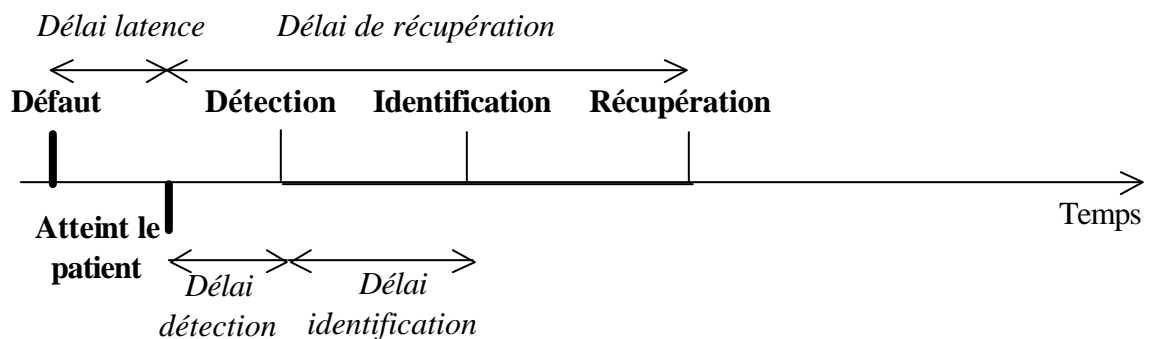 Délai latence Délai de récupération
Défaut Détection Identification Récupération
Temps
Atteint le
patient
Délai Délai
détection identification